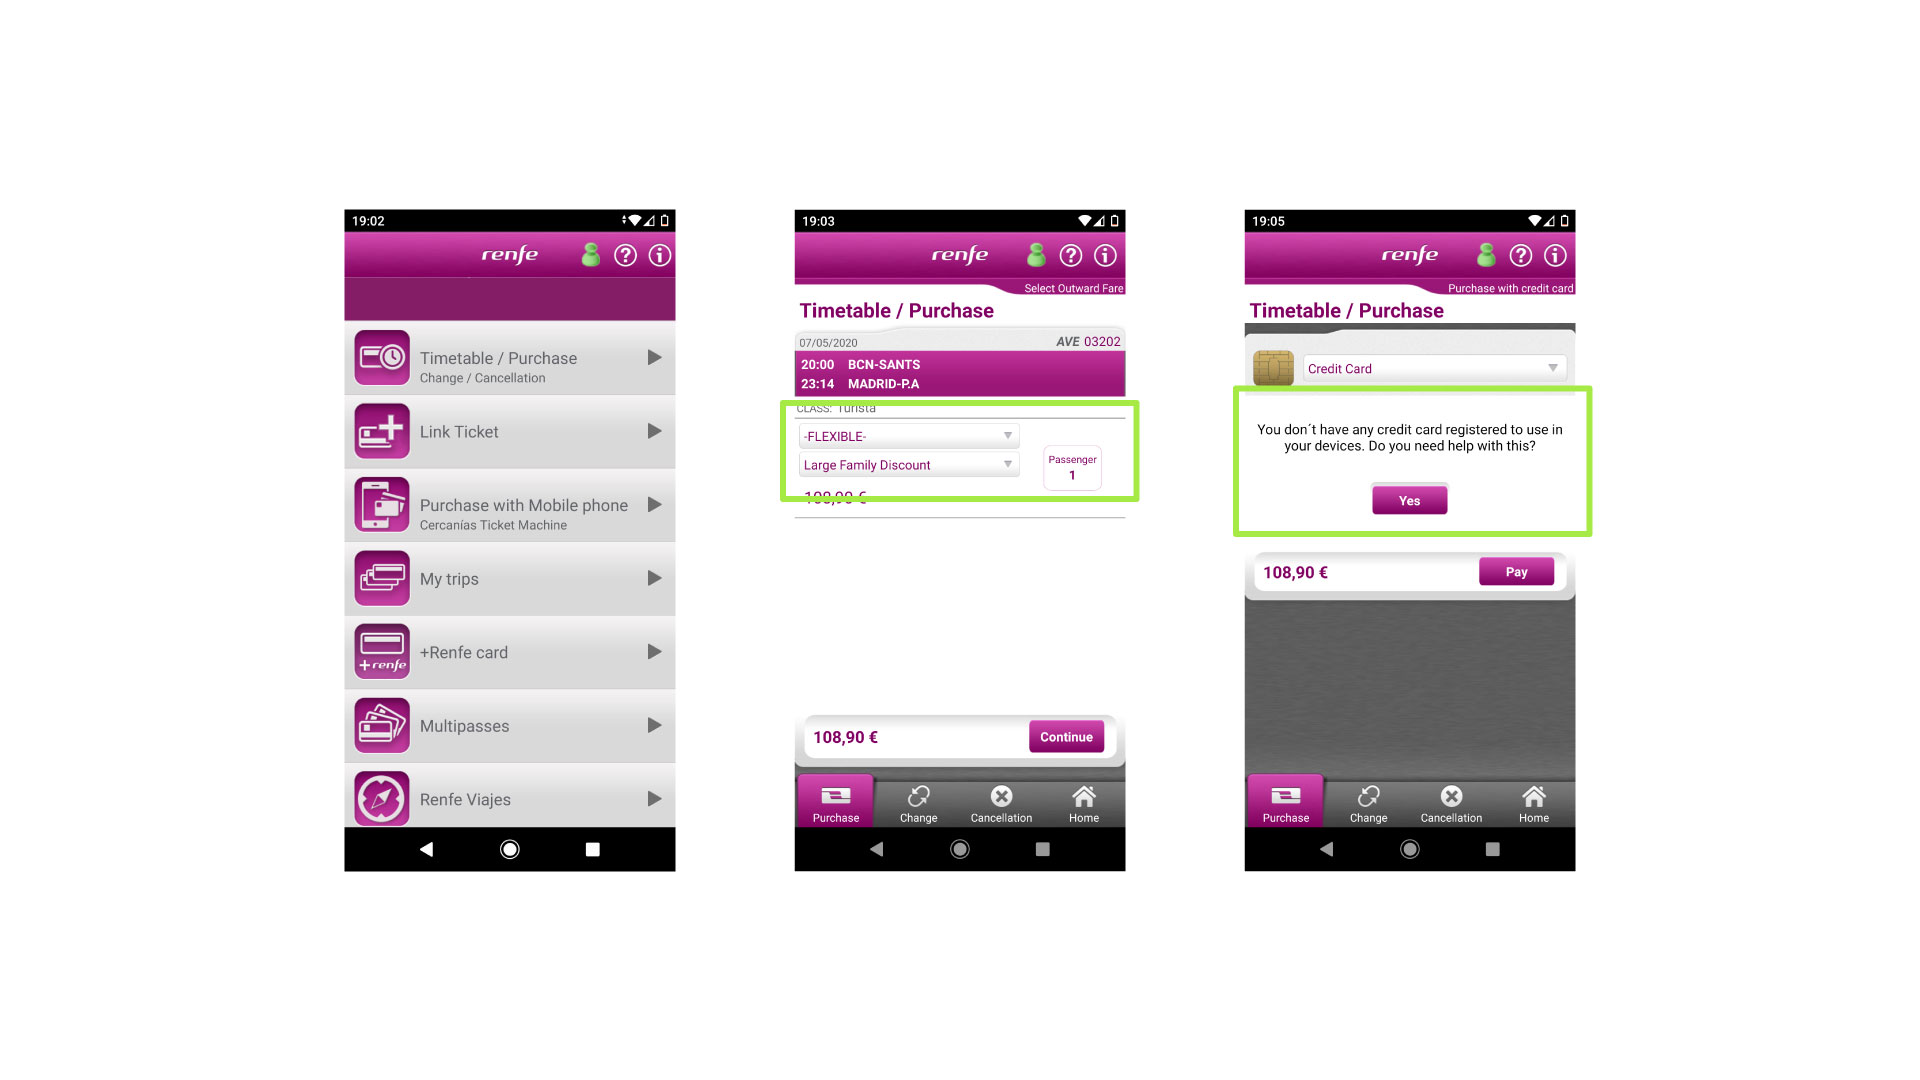 19:02
renfe
Timetable / Purchase
Change / Cancellation
Link Ticket
Purchase with Mobile phone
Cercanías Ticket Machine
My trips
+renfe
+Renfe card
Multipasses
Renfe Viajes
19:03
renfe
Select Outward Fare
Timetable / Purchase
07/05/2020 AVE 03202
20:00 BCN-SANTS
23:14 MADRID-P.A
CLASS: Turista
-FLEXIBLE-
Large Family Discount
Passenger
1
108,90 €
108,90 € Continue
Purchase Change Cancellation Home
19:05
renfe
Purchase with credit card
Timetable / Purchase
Credit Card
You don´t have any credit card registered to use in
your devices. Do you need help with this?
Yes
108,90 € Pay
Purchase Change Cancellation Home